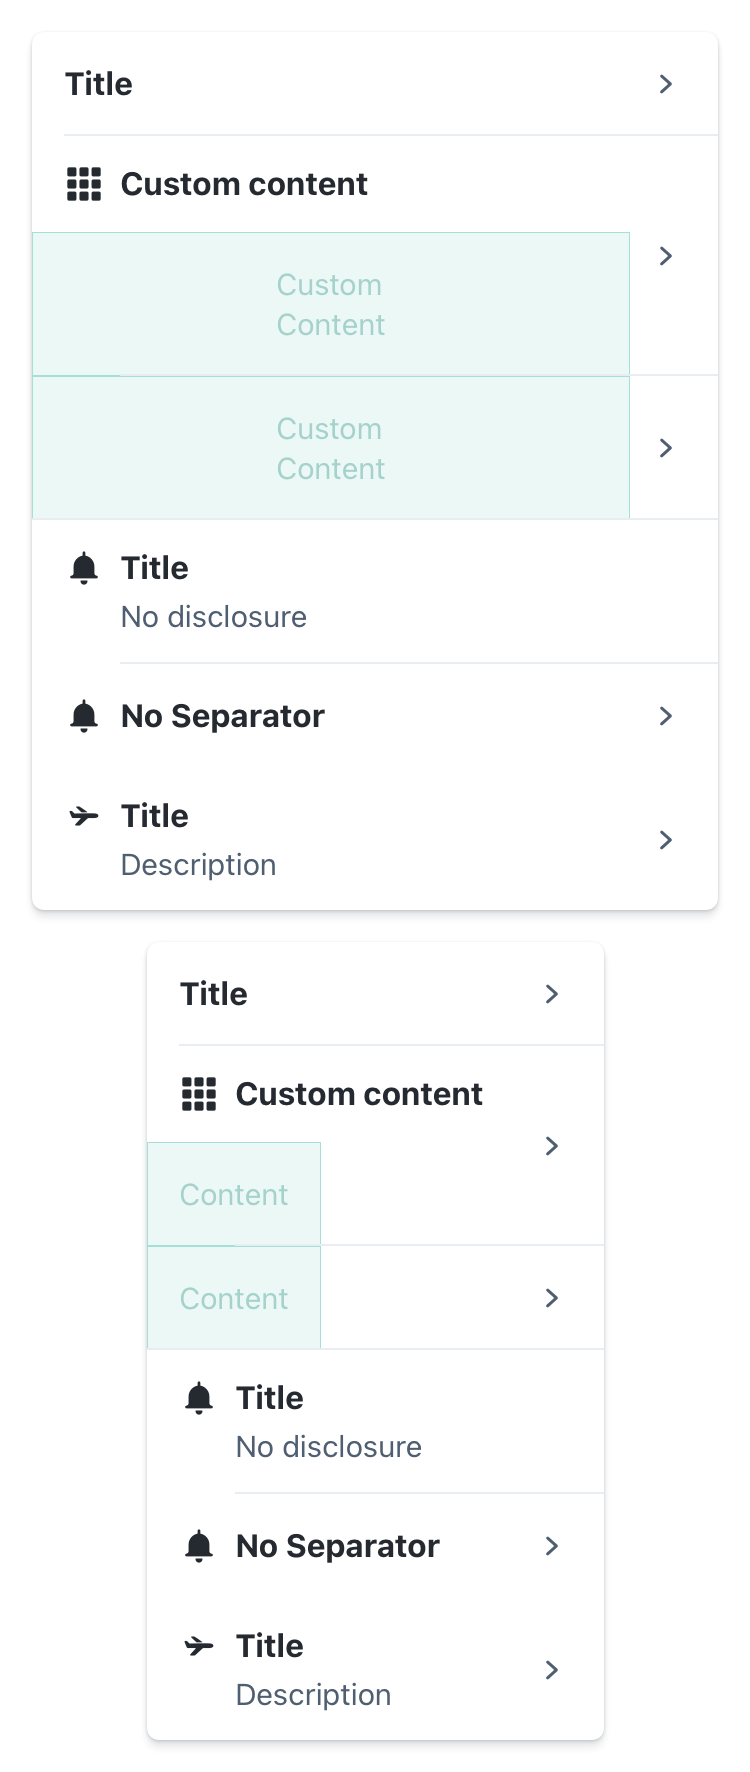 Title
Custom content
Custom
Content
Custom
Content
Title
No disclosure
No Separator
Title
Description
Title
Custom content
Content
Content
Title
No disclosure
No Separator
Title
Description